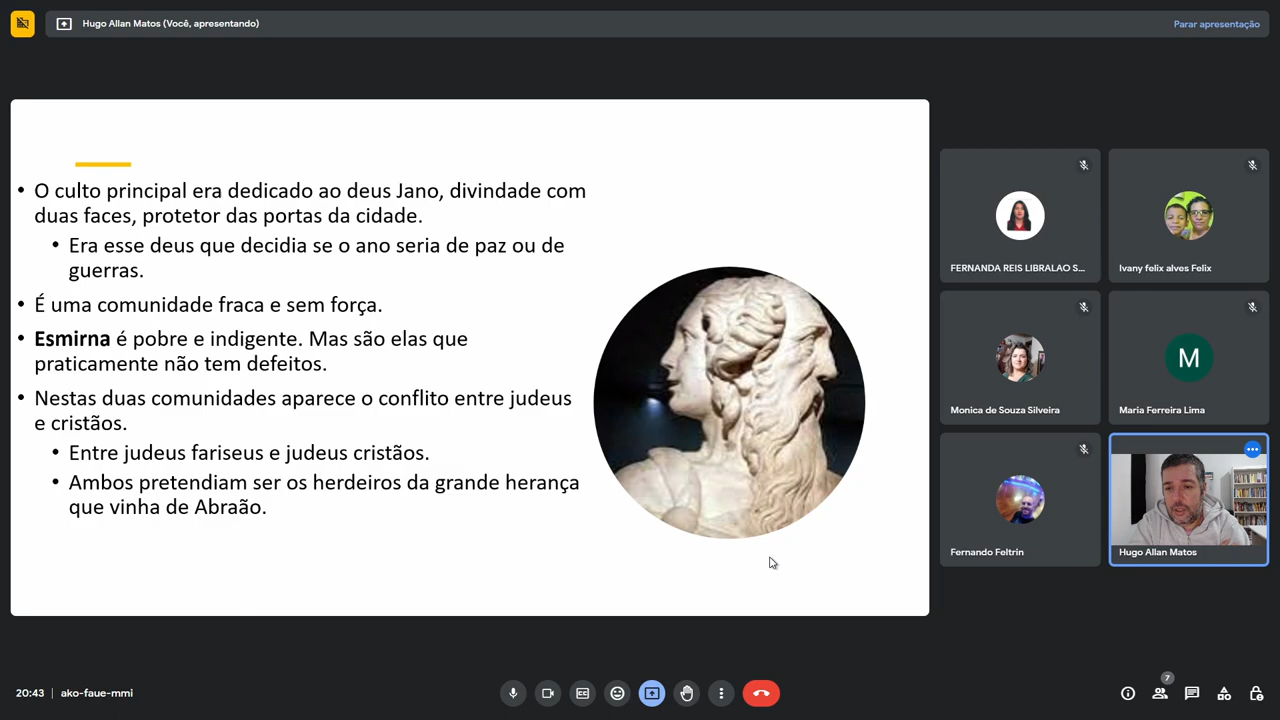 Hugo Allan Matos (Você, apresentando)
Parar apresentação
• O culto principal era dedicado ao deus Jano, divindade com
duas faces, protetor das portas da cidade.
• Era esse deus que decidia se o ano seria de paz ou de
guerras.
• É uma comunidade fraca e sem força.
• Esmirna é pobre e indigente. Mas são elas que
praticamente não tem defeitos.
• Nestas duas comunidades aparece o conflito entre judeus
e cristãos.
• Entre judeus fariseus e judeus cristãos.
• Ambos pretendiam ser os herdeiros da grande herança
que vinha de Abraão.
FERNANDA REIS LIBRALAO S...
Ivany felix alves Felix
Monica de Souza Silveira
M
Maria Ferreira Lima
Fernando Feltrin
Hugo Allan Matos
20:43 | ako-faue-mmi
7